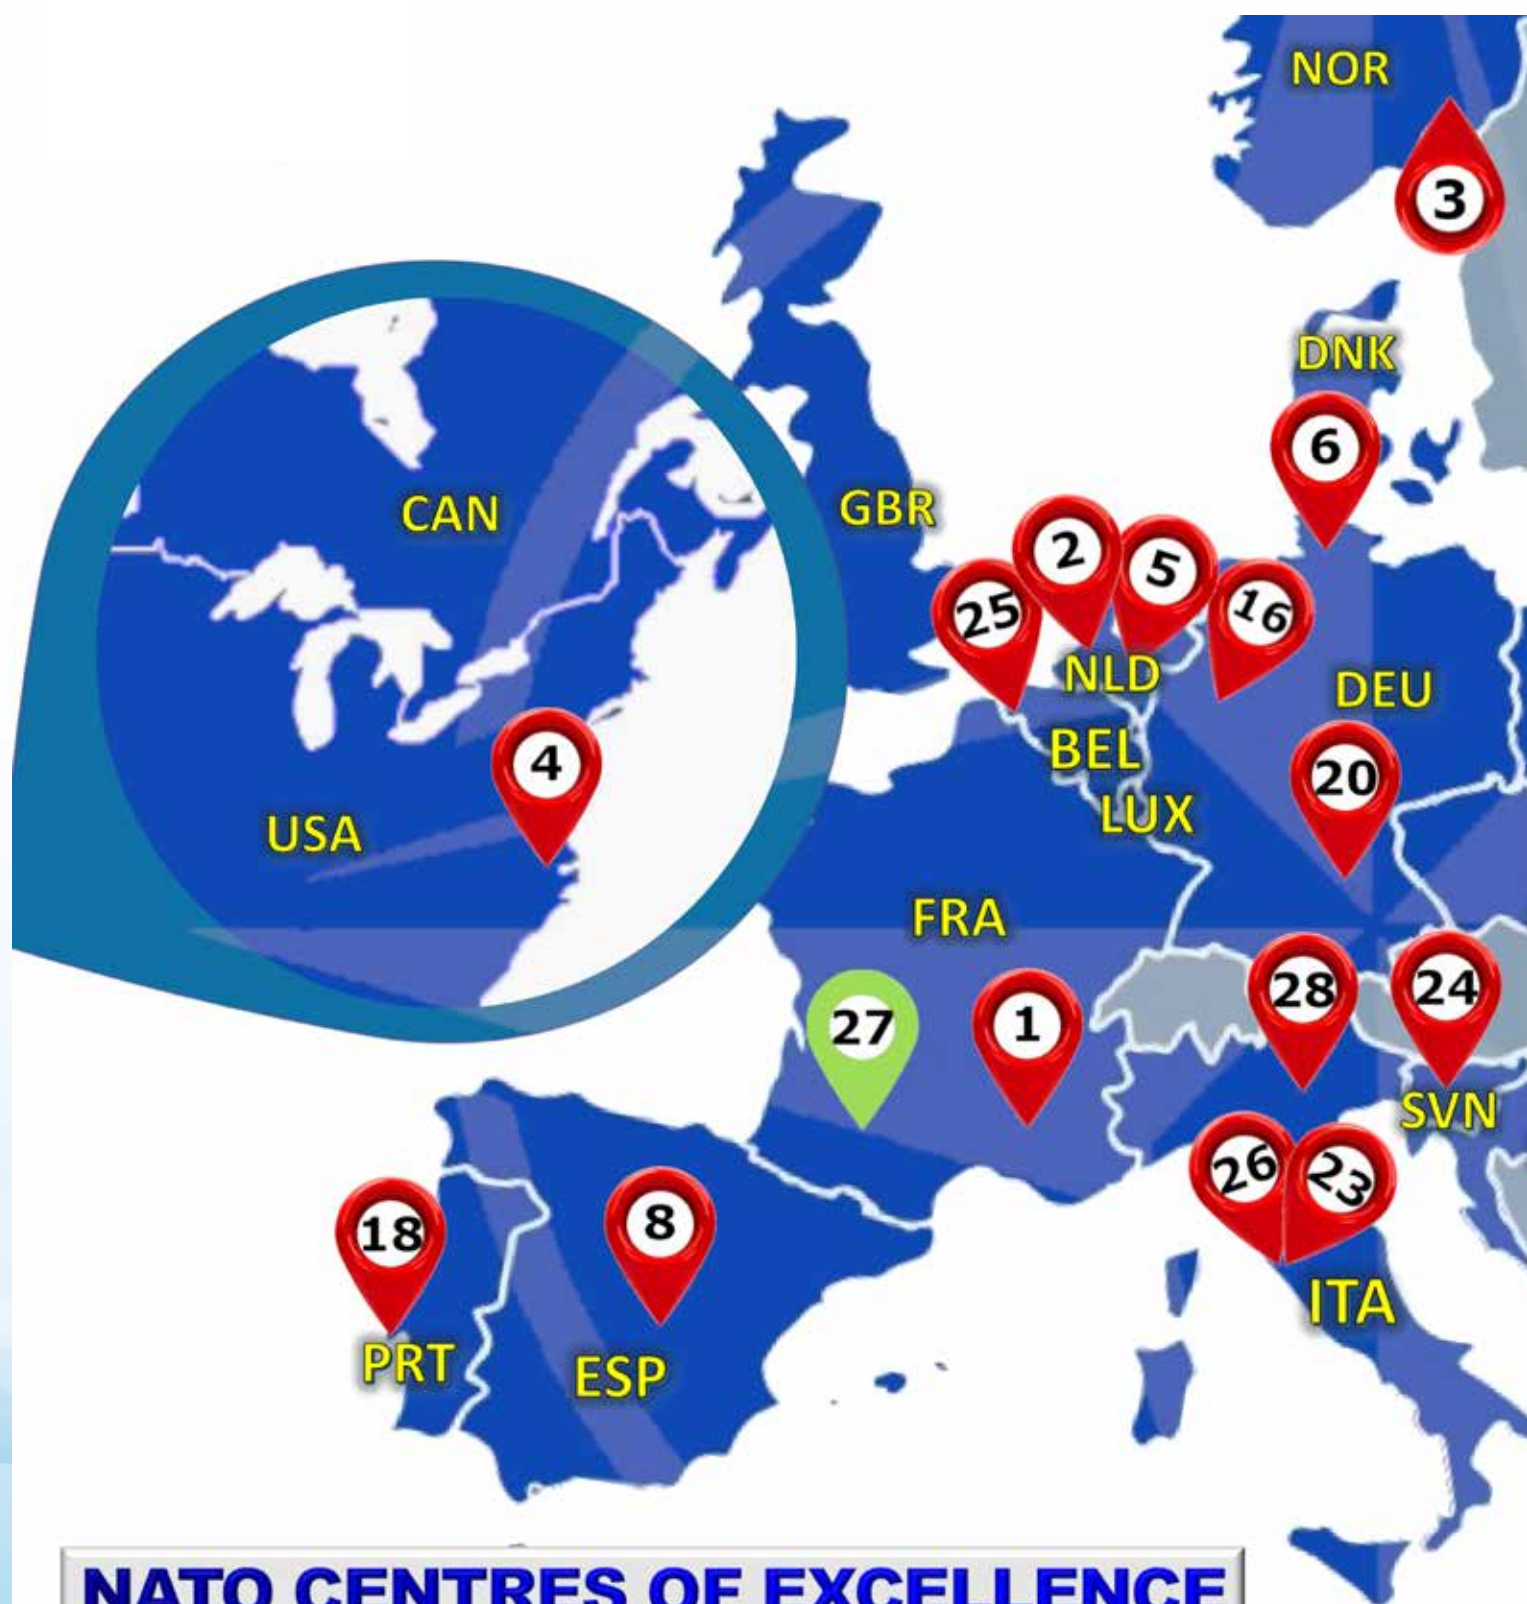 NOR
3
DNK
6
CAN
GBR
2
5
25
16
NLD
DEU
BEL
4
20
LUX
USA
FRA
28
24
27
1
SVN
26
23
18
8
ITA
PRT
ESP
NATO CENTRES OF EXCELLENCE